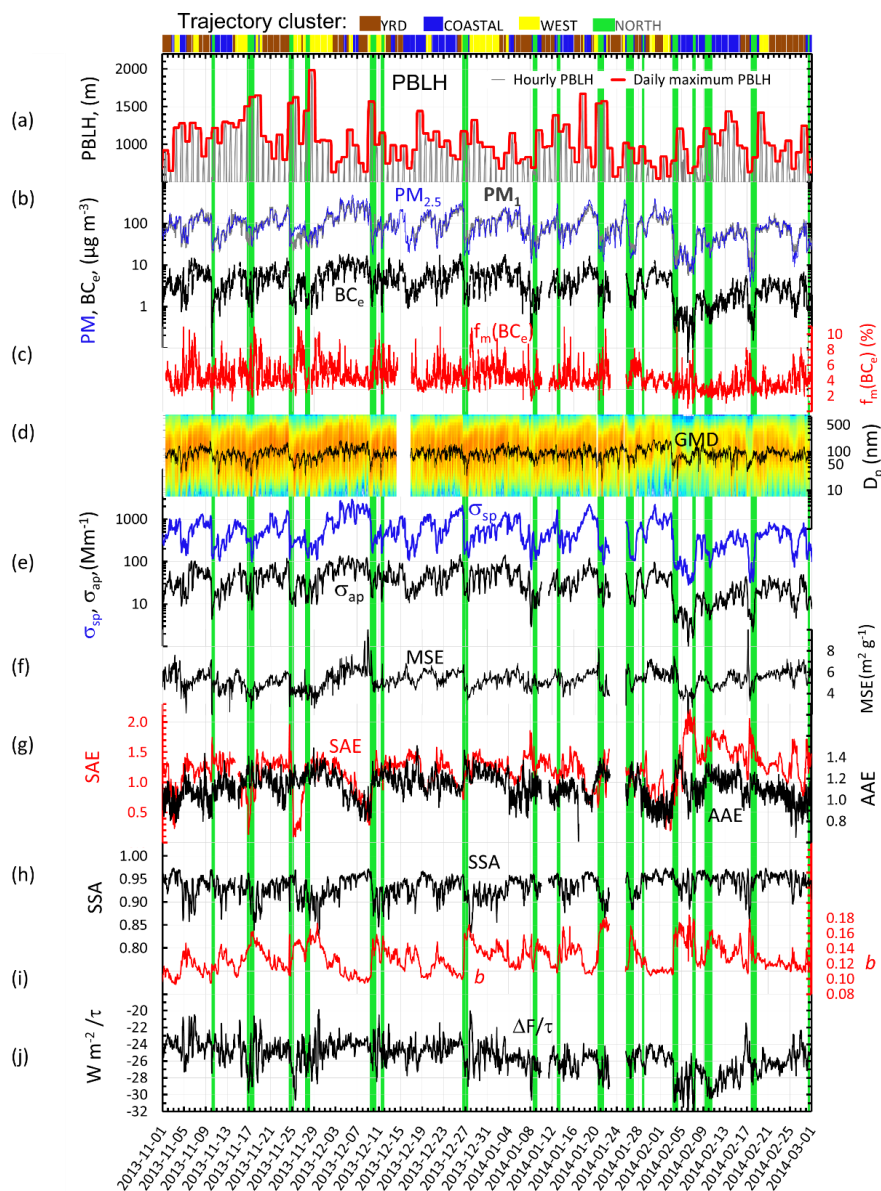 Trajectory cluster: YRD COASTAL WEST NORTH
(a)
PBLH, (m)
2000
1500
1000
PBLH
Hourly PBLH
Daily maximum PBLH
(b)
PM, BCe, (µg m-3)
100
10
1
PM2.5
PM1
BCe
(c)
fm(BCe)
10
8
6
4
2
fm(BCe) (%)
(d)
GMD
500
100
50
10
Dp (nm)
(e)
σsp, σap,(Mm-1)
1000
100
10
σsp
σap
(f)
MSE
8
6
4
MSE(m2 g-1)
(g)
SAE
2.0
1.5
1.0
0.5
SAE
AAE
1.4
1.2
1.0
0.8
AAE
(h)
SSA
1.00
0.95
0.90
0.85
0.80
SSA
(i)
b
0.18
0.16
0.14
0.12
0.10
0.08
b
(j)
W m-2 /τ
-20
-22
-24
-26
-28
-30
-32
ΔF/τ
2013-11-01
2013-11-05
2013-11-09
2013-11-13
2013-11-17
2013-11-21
2013-11-25
2013-11-29
2013-12-03
2013-12-07
2013-12-11
2013-12-15
2013-12-19
2013-12-23
2013-12-27
2013-12-31
2014-01-04
2014-01-08
2014-01-12
2014-01-16
2014-01-20
2014-01-24
2014-01-28
2014-02-01
2014-02-05
2014-02-09
2014-02-13
2014-02-17
2014-02-21
2014-02-25
2014-03-01